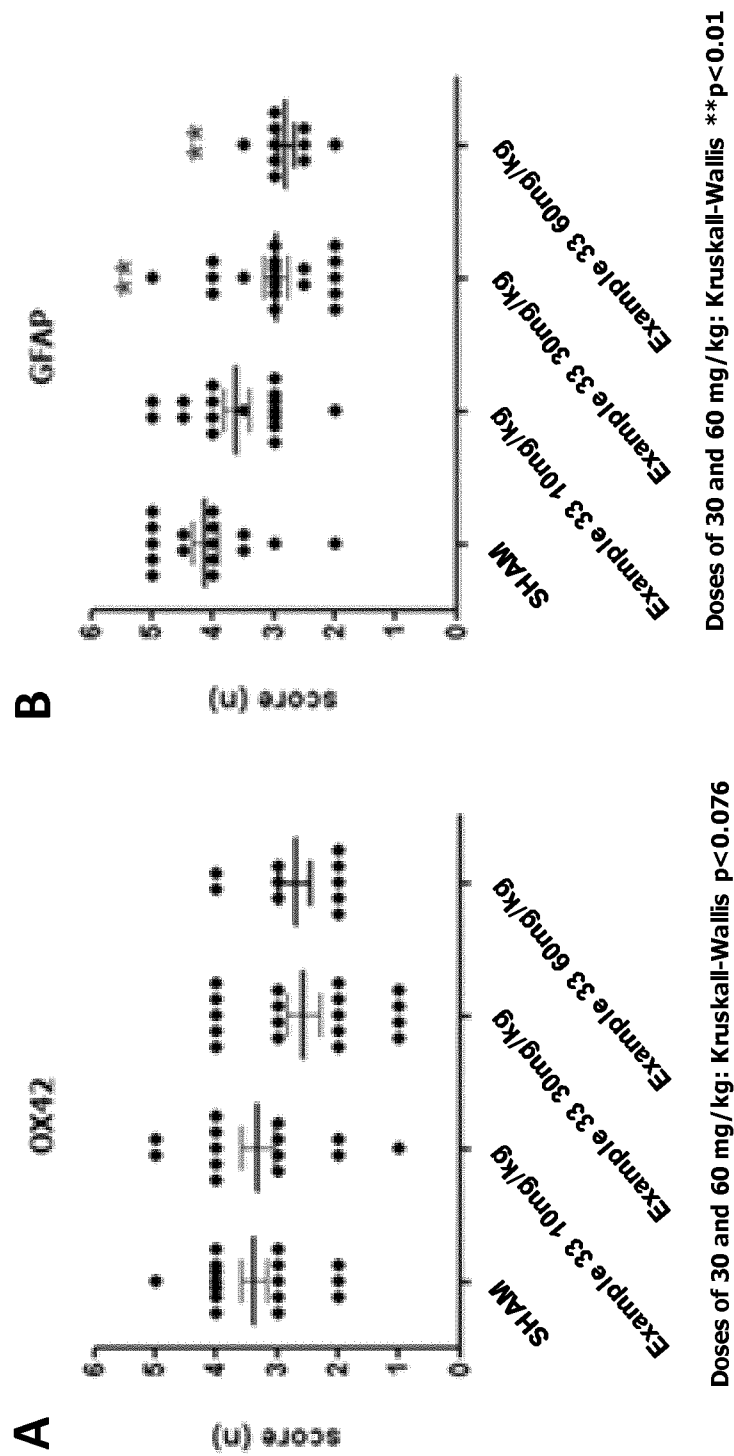 A
OX42
score (n)
6
5
4
3
2
1
0
SHAM
Example 33 10mg/kg
Example 33 30mg/kg
Example 33 60mg/kg
Doses of 30 and 60 mg/kg: Kruskall-Wallis p<0.076
B
GFAP
score (n)
6
5
4
3
2
1
0
**
**
SHAM
Example 33 10mg/kg
Example 33 30mg/kg
Example 33 60mg/kg
Doses of 30 and 60 mg/kg: Kruskall-Wallis **p<0.01